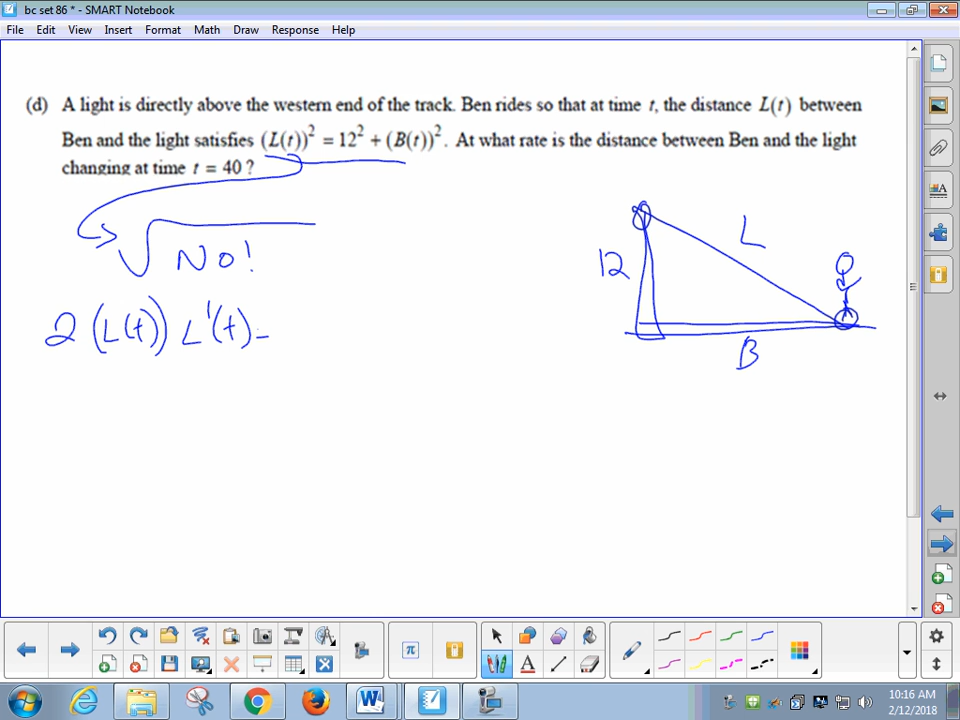 bc set 86 * - SMART Notebook
File Edit View Insert Format Math Draw Response Help
(d) A light is directly above the western end of the track. Ben rides so that at time t, the distance L(t) between
Ben and the light satisfies (L(t))² = 12² + (B(t))². At what rate is the distance between Ben and the light
changing at time t = 40 ?
√No!
2 (L(t)) L'(t) =
12
L
B
A
π
W
10:16 AM
2/12/2018